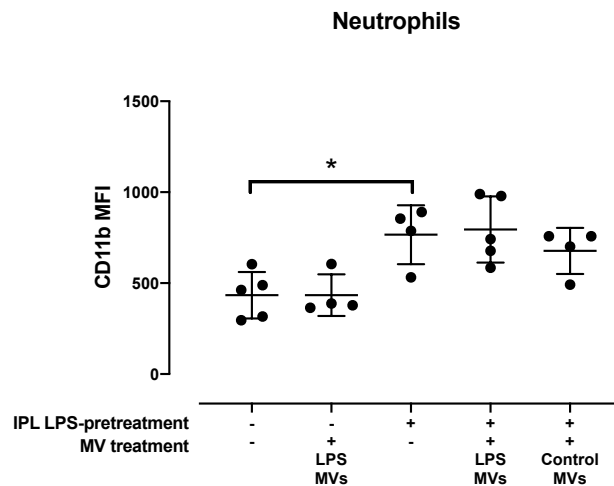 Neutrophils
1500
*
1000
CD11b MFI
500
0
IPL LPS-pretreatment - - + + +
MV treatment - + - + +
LPS LPS Control
MVs MVs MVs